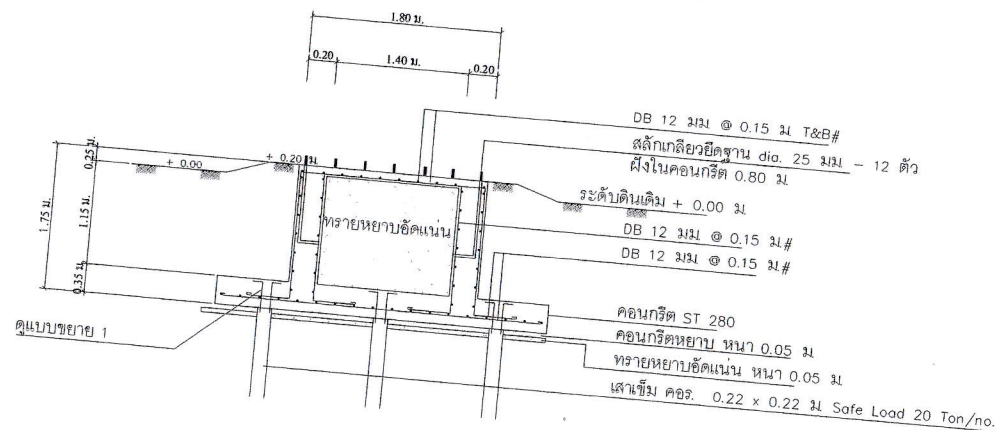 1.80 ม.
0.20
1.40 ม.
0.20
DB 12 มม @ 0.15 ม T&B#
สลักเกลียวยึดฐาน dia. 25 มม - 12 ตัว
ฝังในคอนกรีต 0.80 ม
0.25 ม.
+ 0.00
+ 0.20 ม
ระดับดินเดิม + 0.00 ม
1.75 ม.
1.15 ม.
ทรายหยาบอัดแน่น
DB 12 มม @ 0.15 ม#
DB 12 มม @ 0.15 ม#
0.35 ม.
คอนกรีต ST 280
ดูแบบขยาย 1
คอนกรีตหยาบ หนา 0.05 ม
ทรายหยาบอัดแน่น หนา 0.05 ม
เสาเข็ม คอร. 0.22 x 0.22 ม Safe Load 20 Ton/no.